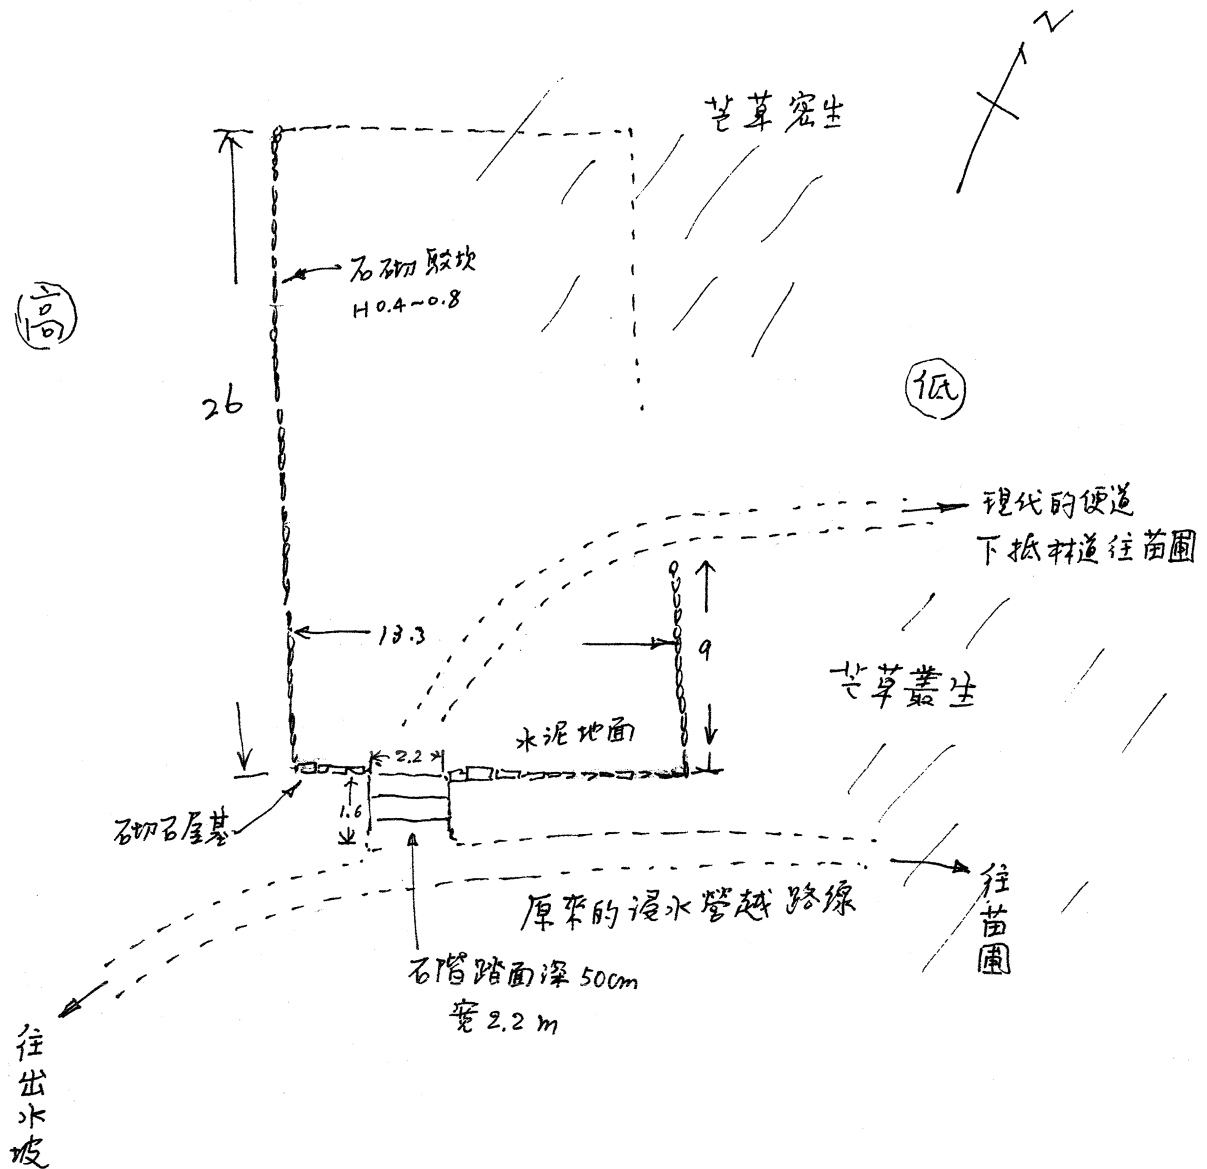 N
芒草密生
石砌駁坎
H 0.4~0.8
高
26
低
現代的便道
下抵林道往苗圃
13.3
9
芒草叢生
水泥地面
2.2
1.6
石砌石屋基
往苗圃
原來的浸水營越路線
石階踏面深50cm
寬2.2m
往出水坡